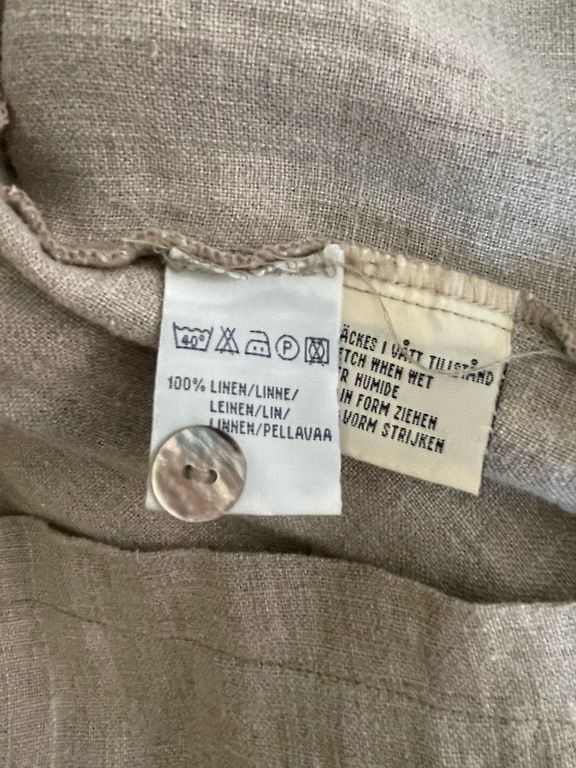 40° P
100% LINEN/LINNE/
LEINEN/LIN/
LINNEN/PELLAVAA
ÄCKES I VÅTT TILLSTÅND
ETCH WHEN WET
HUMIDE
IN FORM ZIEHEN
VORM STRIJKEN